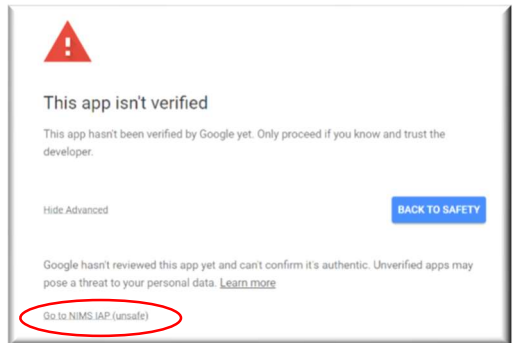 This app isn't verified
This app hasn't been verified by Google yet. Only proceed if you know and trust the
developer.
Hide Advanced
BACK TO SAFETY
Google hasn't reviewed this app yet and can't confirm it's authentic. Unverified apps may
pose a threat to your personal data. Learn more
Go to NIMS IAP (unsafe)